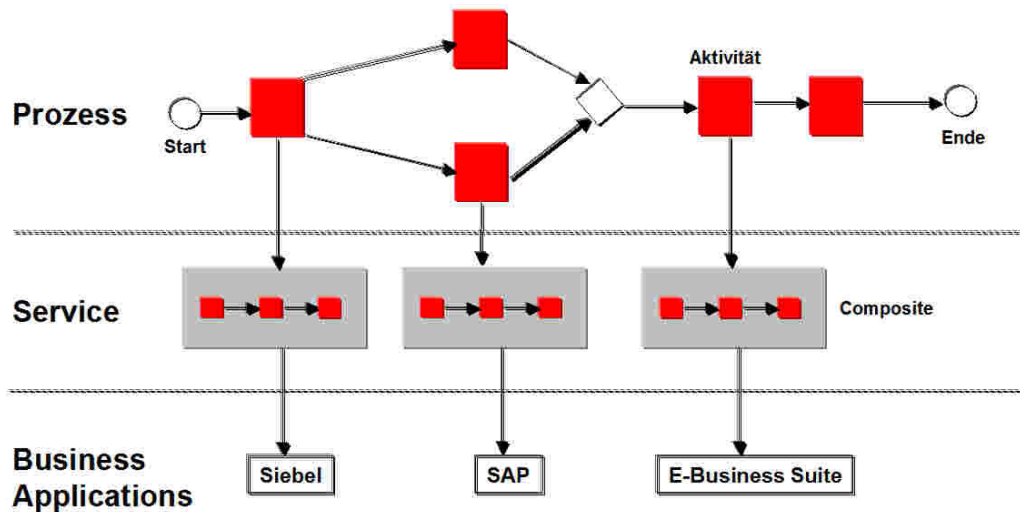 Aktivität
Prozess
Start
Ende
Service
Composite
Business
Applications
Siebel
SAP
E-Business Suite